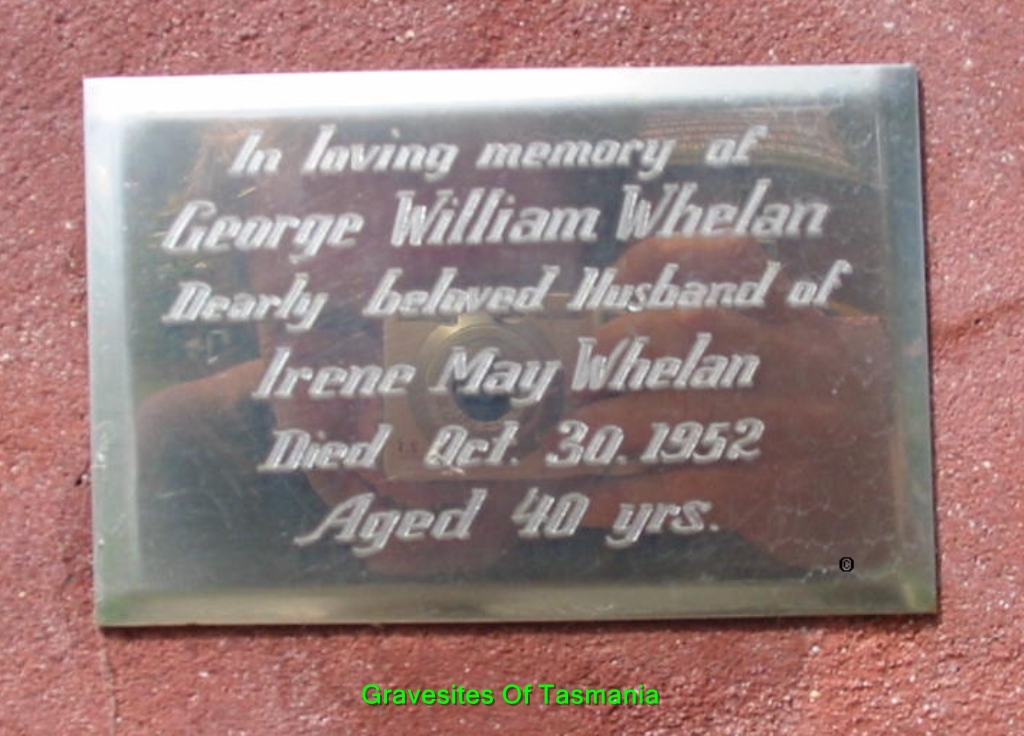 In loving memory of
George William Whelan
Dearly beloved Husband of
Irene May Whelan
Died Oct. 30. 1952
Aged 40 yrs.
©
Gravesites Of Tasmania